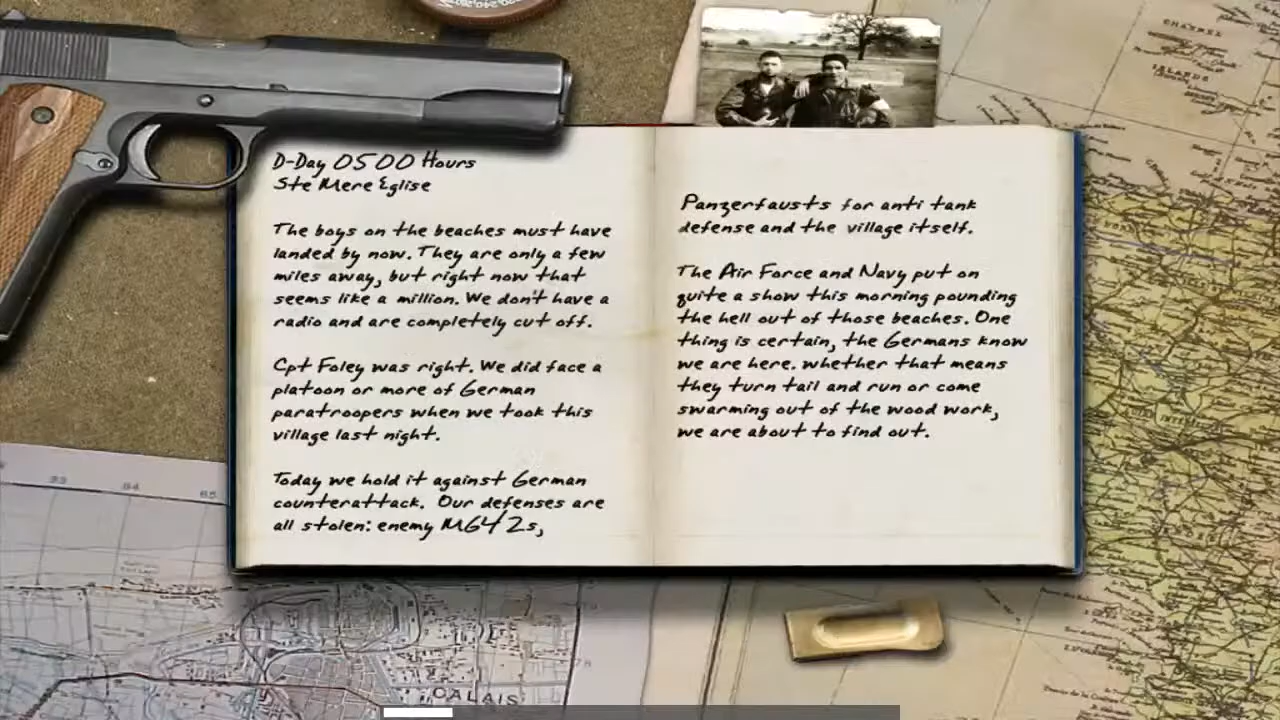 D-Day 0500 Hours
Ste Mere Eglise
The boys on the beaches must have
landed by now. They are only a few
miles away, but right now that
seems like a million. We don't have a
radio and are completely cut off.
Cpt Foley was right. We did face a
platoon or more of German
paratroopers when we took this
village last night.
Today we hold it against German
counterattack. Our defenses are
all stolen: enemy MG42s,
Panzerfausts for anti tank
defense and the village itself.
The Air Force and Navy put on
quite a show this morning pounding
the hell out of those beaches. One
thing is certain, the Germans know
we are here. whether that means
they turn tail and run or come
swarming out of the wood work,
we are about to find out.
CHANNEL
ISLANDS
83 84 85
CALAIS